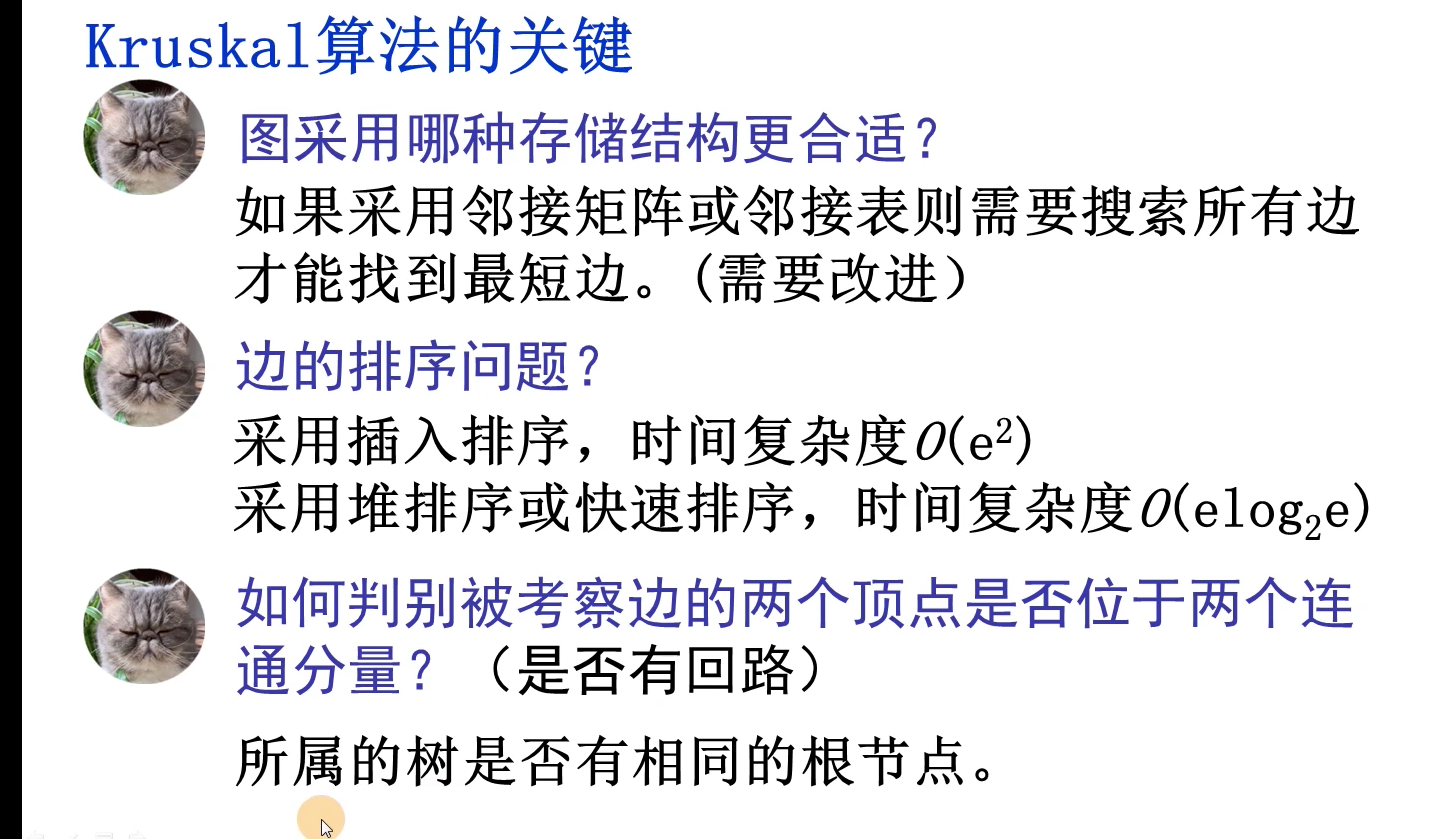 Kruskal算法的关键
图采用哪种存储结构更合适？
如果采用邻接矩阵或邻接表则需要搜索所有边
才能找到最短边。(需要改进）
边的排序问题？
采用插入排序，时间复杂度O(e²)
采用堆排序或快速排序，时间复杂度O(elog₂e)
如何判别被考察边的两个顶点是否位于两个连
通分量？（是否有回路）
所属的树是否有相同的根节点。